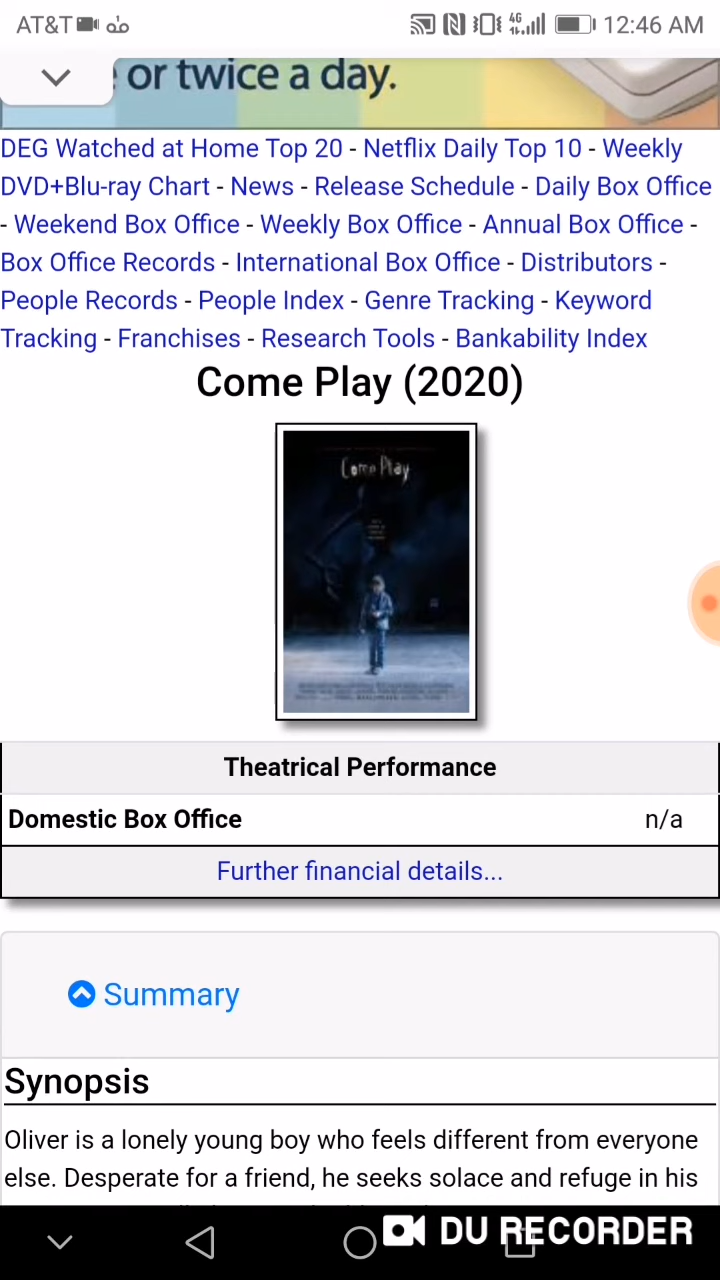 AT&T 4G 12:46 AM
or twice a day.
DEG Watched at Home Top 20 - Netflix Daily Top 10 - Weekly
DVD+Blu-ray Chart - News - Release Schedule - Daily Box Office
- Weekend Box Office - Weekly Box Office - Annual Box Office -
Box Office Records - International Box Office - Distributors -
People Records - People Index - Genre Tracking - Keyword
Tracking - Franchises - Research Tools - Bankability Index
Come Play (2020)
Come Play
Theatrical Performance
Domestic Box Office n/a
Further financial details...
Summary
Synopsis
Oliver is a lonely young boy who feels different from everyone
else. Desperate for a friend, he seeks solace and refuge in his
DU RECORDER